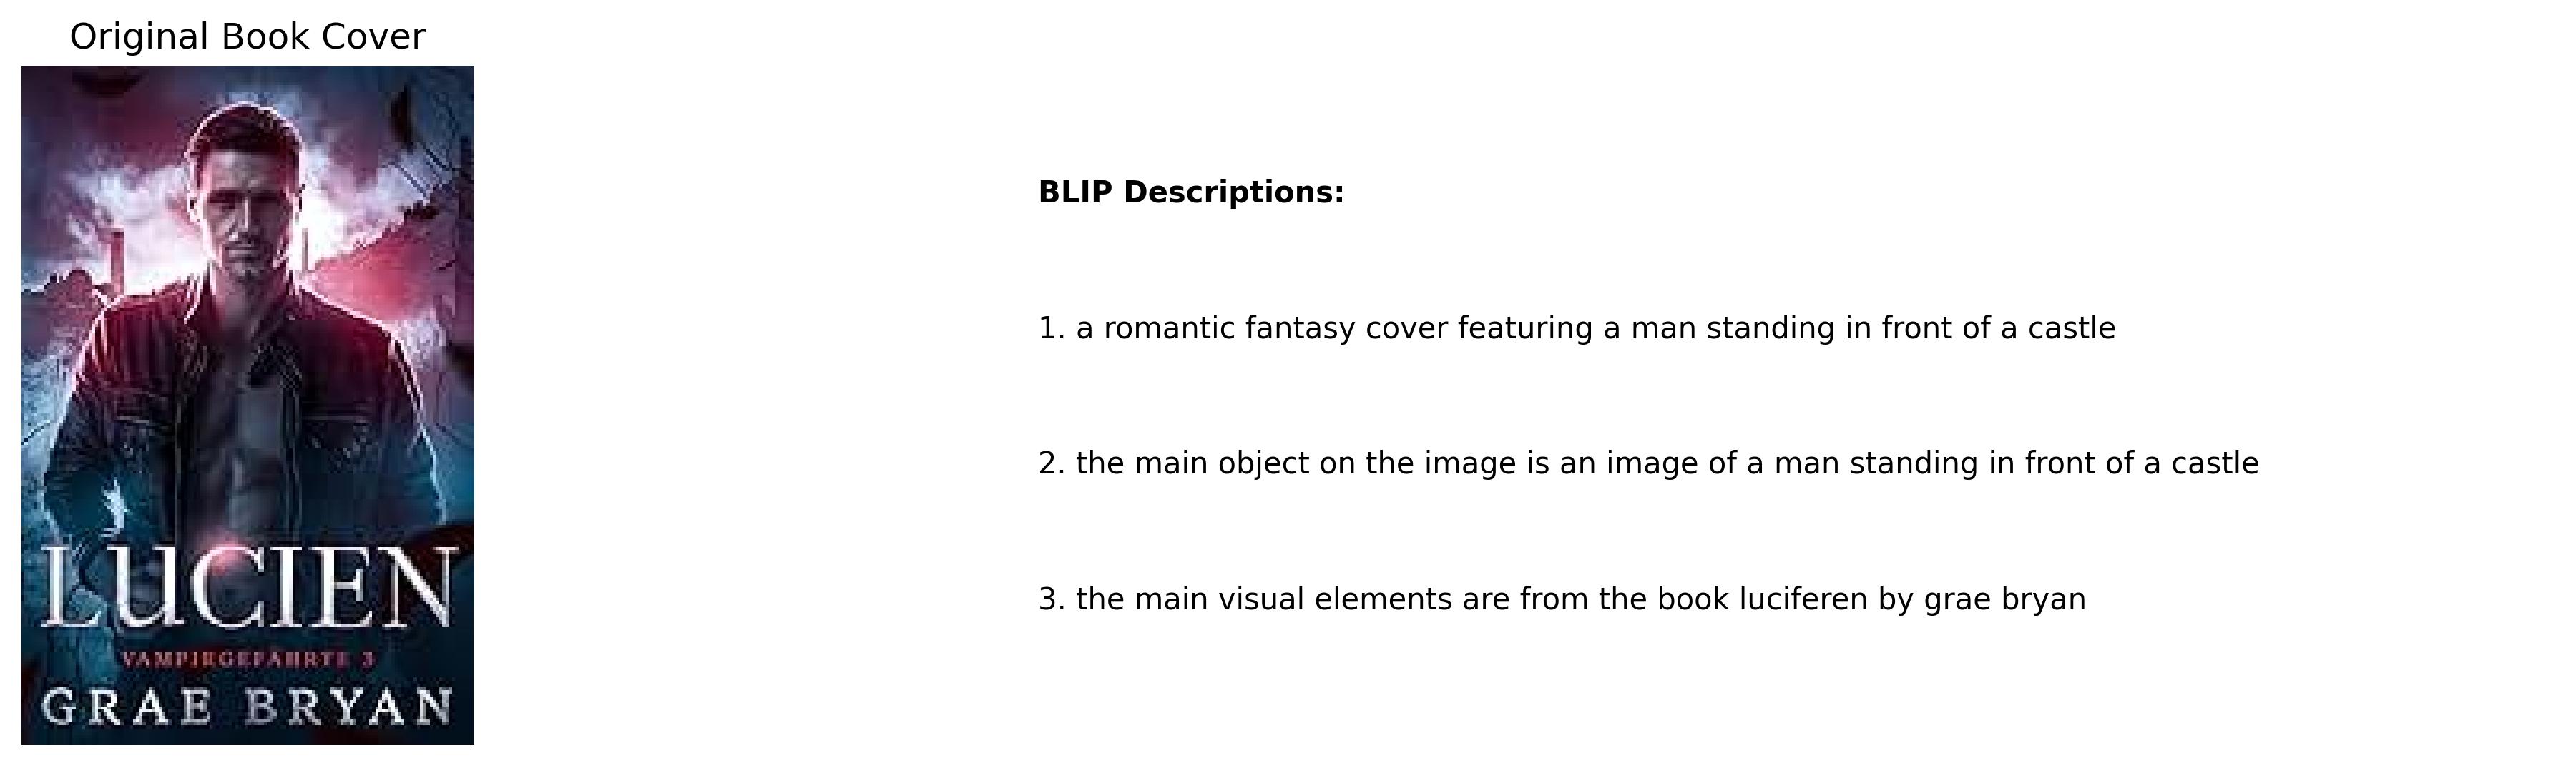 Original Book Cover
LUCIEN
VAMPIRGEFÄHRTE 3
GRAE BRYAN
BLIP Descriptions:
1. a romantic fantasy cover featuring a man standing in front of a castle
2. the main object on the image is an image of a man standing in front of a castle
3. the main visual elements are from the book luciferen by grae bryan